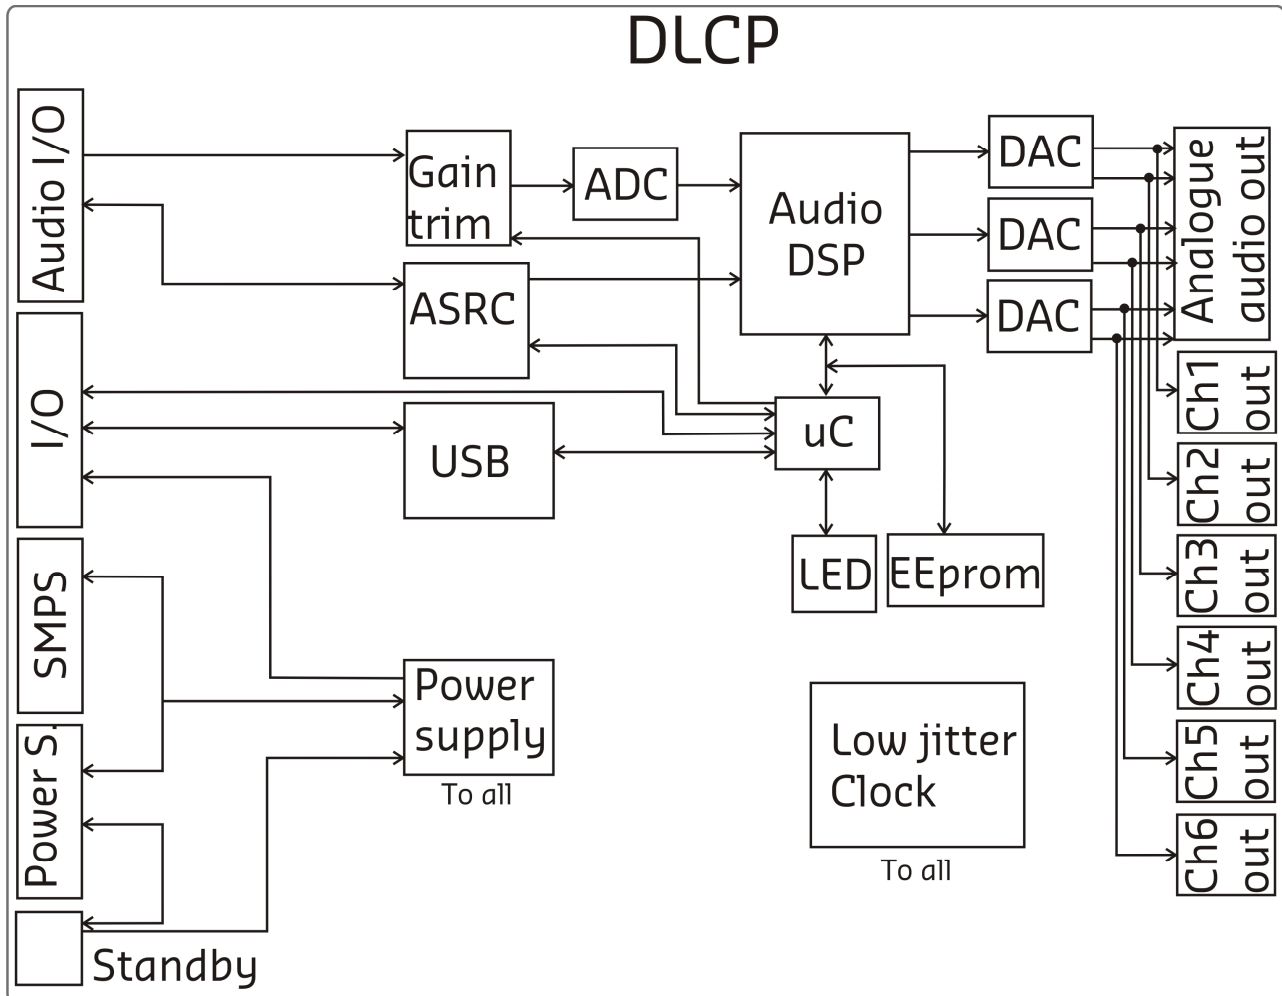 DLCP
Audio I/O
Gain
trim
ADC
Audio
DSP
DAC
DAC
DAC
Analogue
audio out
ASRC
I/O
USB
uC
LED
EEprom
Ch1
out
Ch2
out
Ch3
out
Ch4
out
Ch5
out
Ch6
out
SMPS
Power S.
Power
supply
To all
Low jitter
Clock
To all
Standby